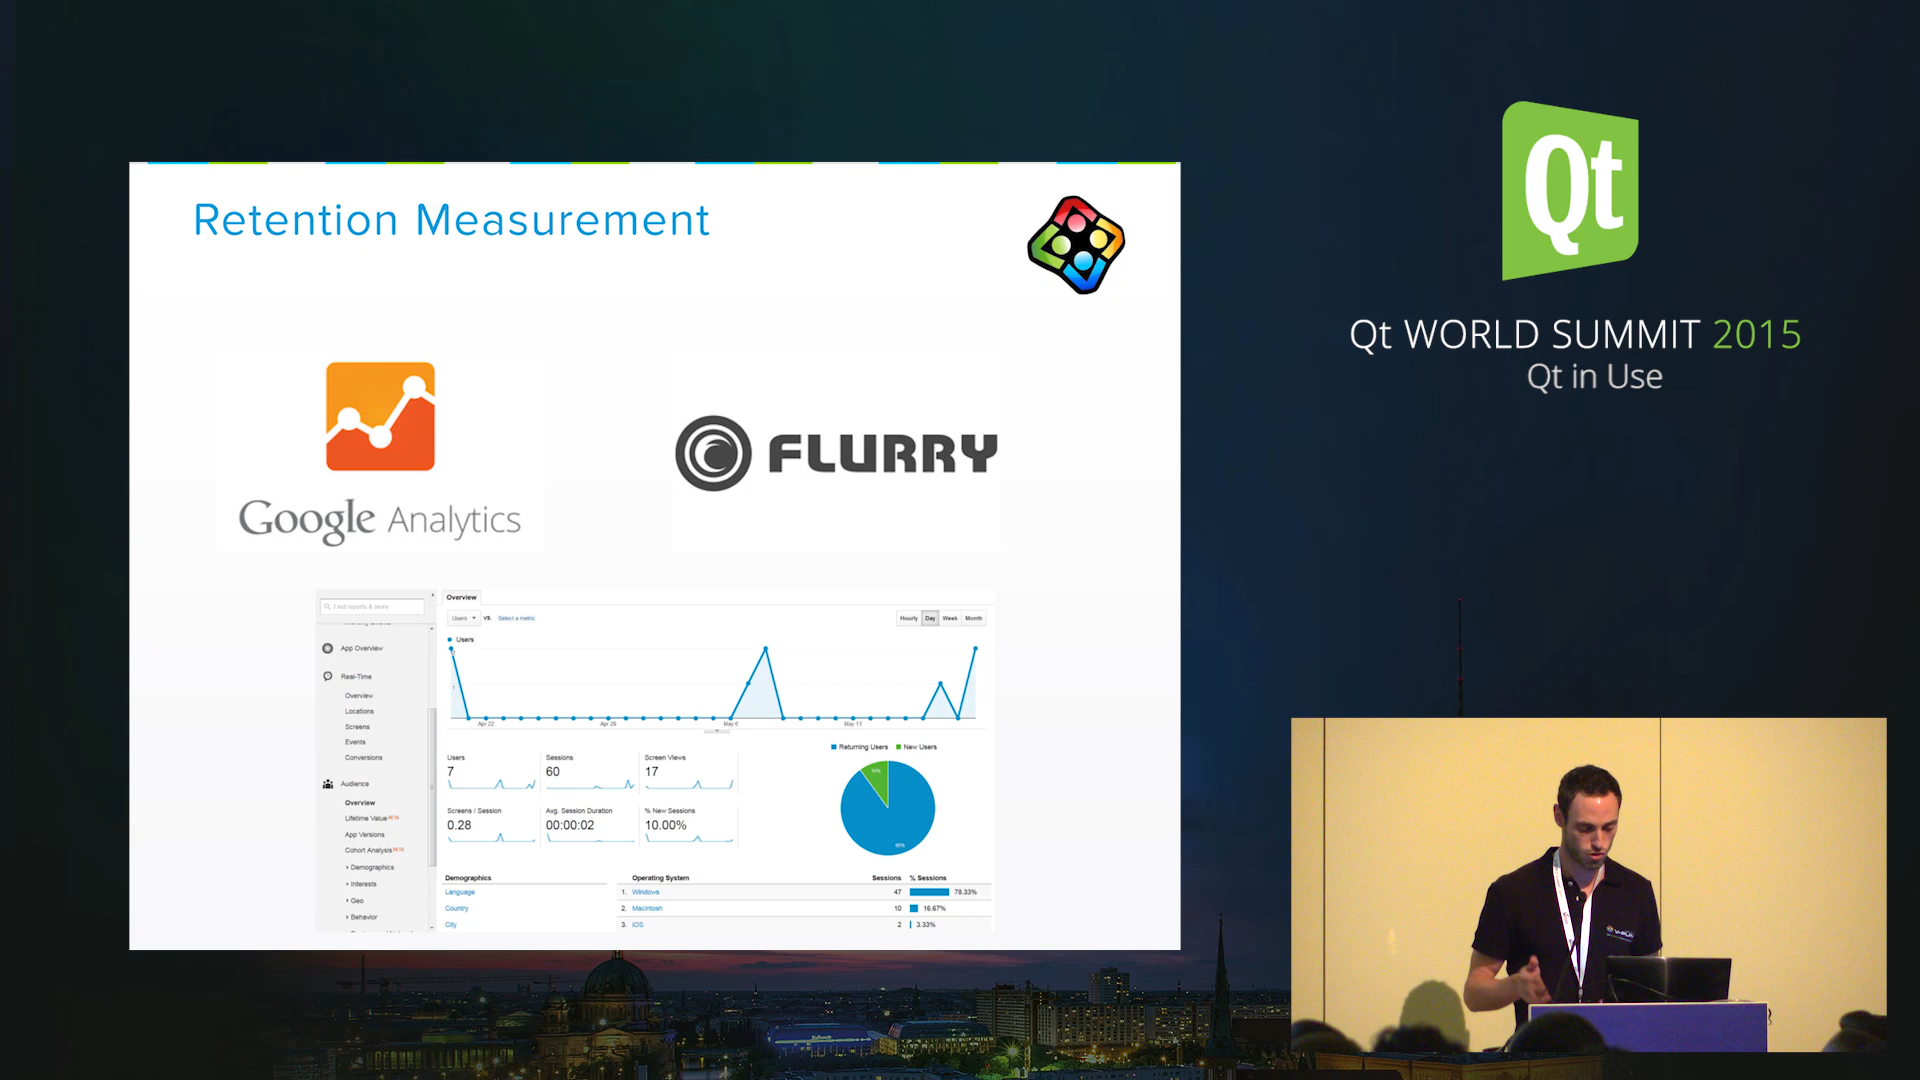 Retention Measurement
Google Analytics
FLURRY
Qt
Qt WORLD SUMMIT 2015
Qt in Use
Find reports & more
App Overview
Real-Time
Overview
Locations
Screens
Events
Conversions
Audience
Overview
Lifetime Value BETA
App Versions
Cohort Analysis BETA
Demographics
Interests
Geo
Behavior
Overview
Users VS. Select a metric
Hourly Day Week Month
Users
Apr 22 Apr 29 May 6 May 13
Users
7
Sessions
60
Screen Views
17
Screens / Session
0.28
Avg. Session Duration
00:00:02
% New Sessions
10.00%
Returning Users New Users
10%
90%
Demographics
Language
Country
City
Operating System Sessions % Sessions
1. Windows 47 78.33%
2. Macintosh 10 16.67%
3. iOS 2 3.33%